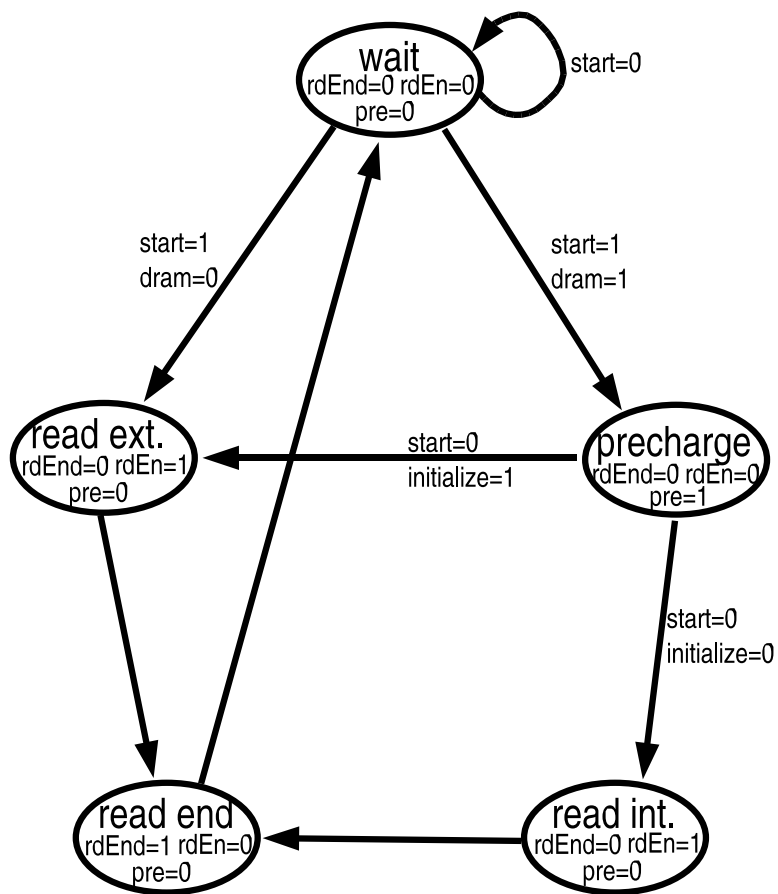 wait
rdEnd=0 rdEn=0
pre=0
start=0
start=1
dram=0
start=1
dram=1
read ext.
rdEnd=0 rdEn=1
pre=0
start=0
initialize=1
precharge
rdEnd=0 rdEn=0
pre=1
start=0
initialize=0
read end
rdEnd=1 rdEn=0
pre=0
read int.
rdEnd=0 rdEn=1
pre=0